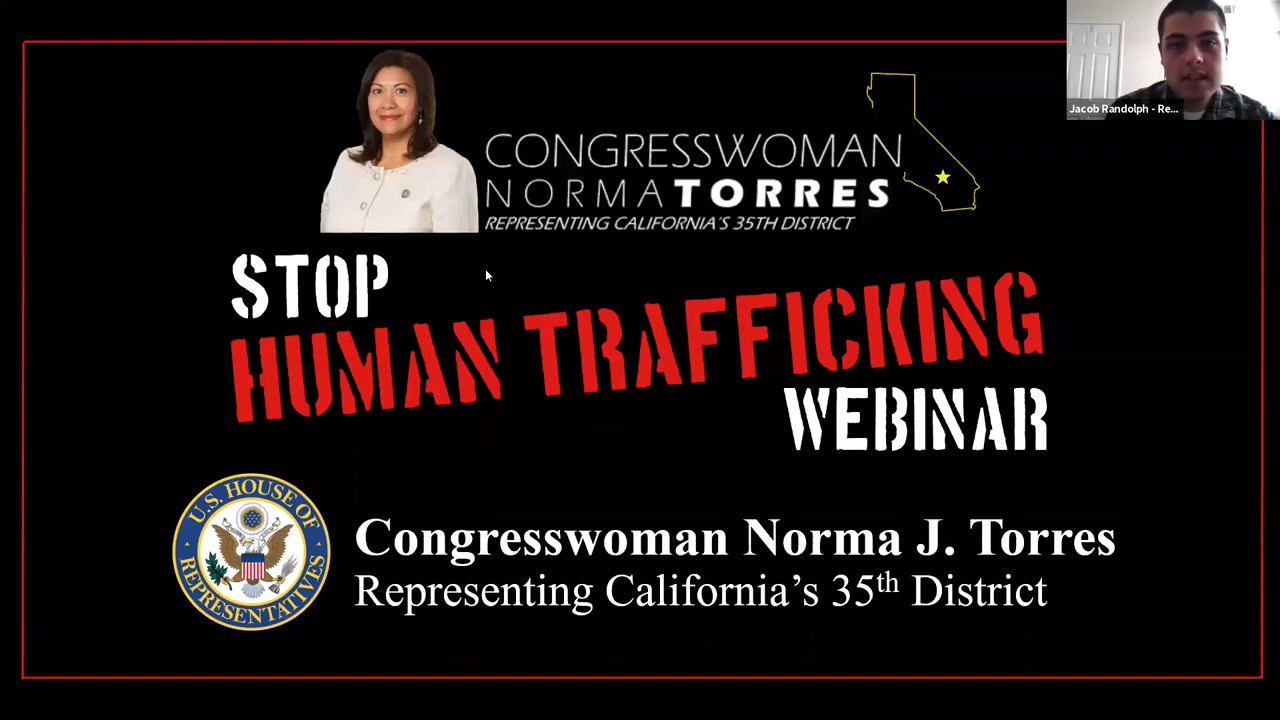 Jacob Randolph - Re...
CONGRESSWOMAN
NORMA TORRES
REPRESENTING CALIFORNIA'S 35TH DISTRICT
STOP
HUMAN TRAFFICKING
WEBINAR
U.S. HOUSE OF
REPRESENTATIVES
Congresswoman Norma J. Torres
Representing California’s 35th District